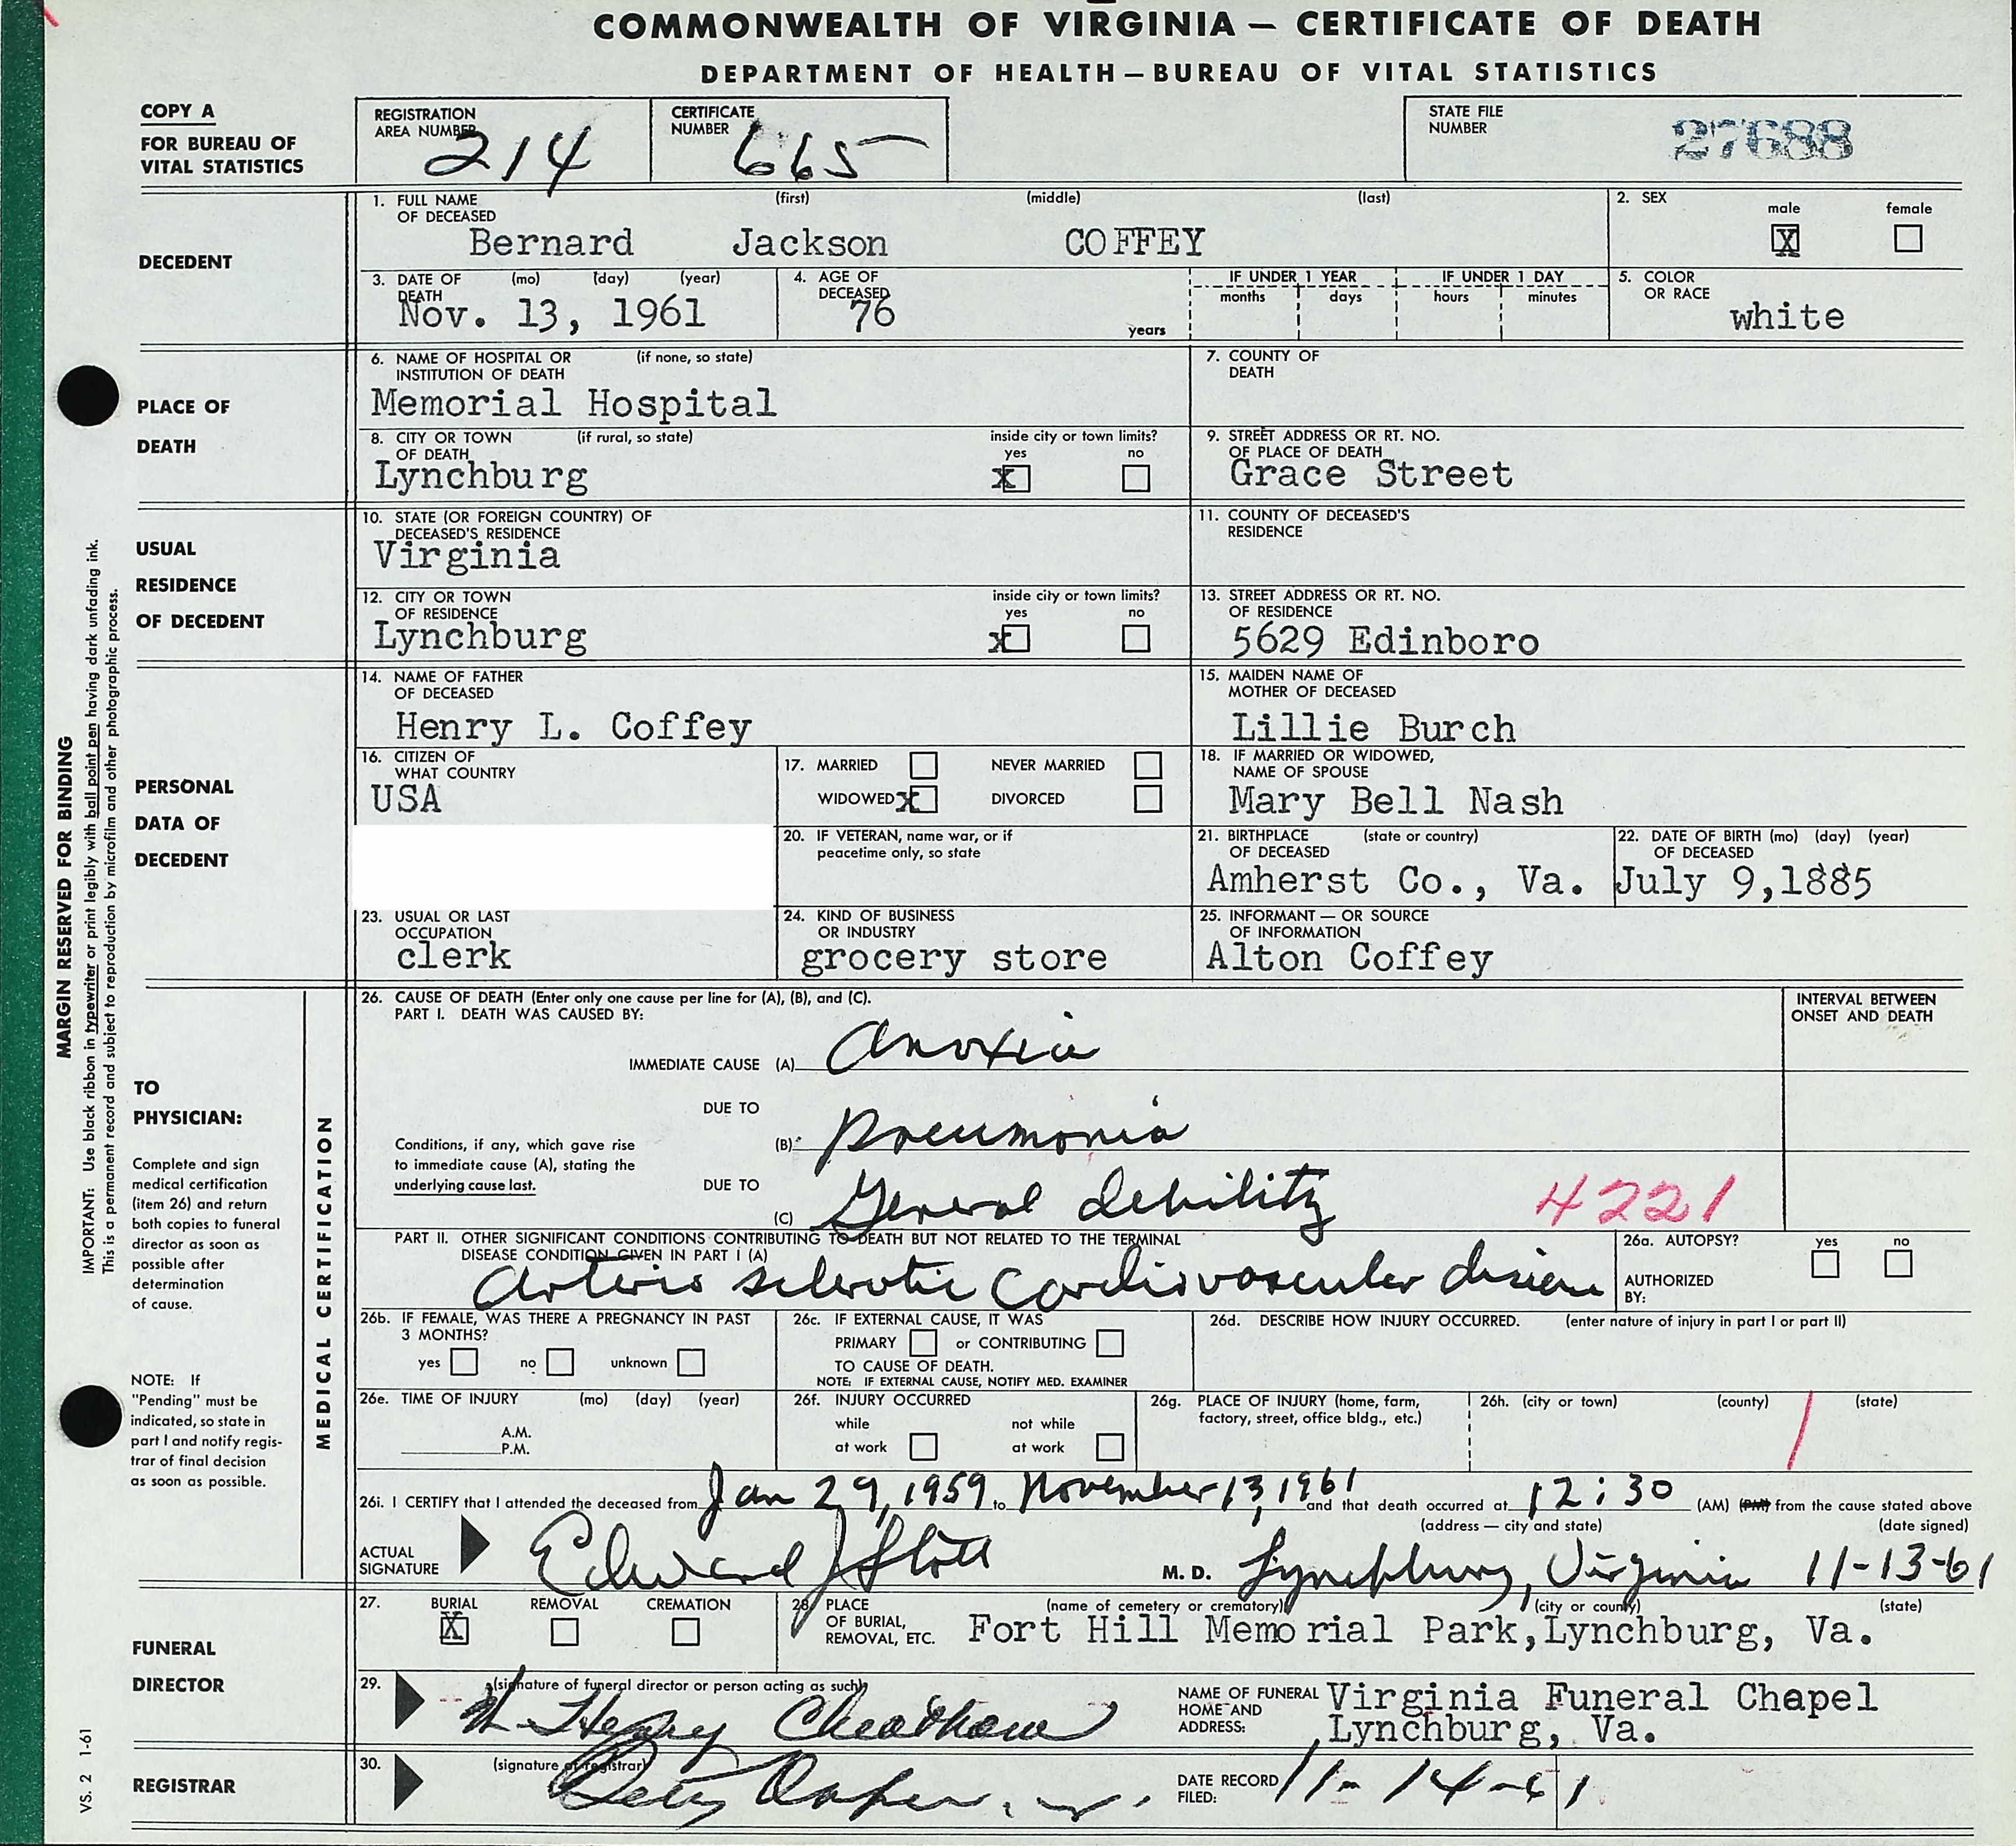 COMMONWEALTH OF VIRGINIA — CERTIFICATE OF DEATH
DEPARTMENT OF HEALTH — BUREAU OF VITAL STATISTICS
COPY A
FOR BUREAU OF
VITAL STATISTICS
REGISTRATION
AREA NUMBER
214
CERTIFICATE
NUMBER
665
STATE FILE
NUMBER
27688
DECEDENT
1. FULL NAME
OF DECEASED
(first) (middle) (last)
Bernard Jackson COFFEY
2. SEX
male female
X
3. DATE OF
DEATH
(mo) (day) (year)
Nov. 13, 1961
4. AGE OF
DECEASED
76
years
IF UNDER 1 YEAR
months days
IF UNDER 1 DAY
hours minutes
5. COLOR
OR RACE
white
PLACE OF
DEATH
6. NAME OF HOSPITAL OR (if none, so state)
INSTITUTION OF DEATH
Memorial Hospital
7. COUNTY OF
DEATH
8. CITY OR TOWN (if rural, so state)
OF DEATH
Lynchburg
inside city or town limits?
yes no
X
9. STREET ADDRESS OR RT. NO.
OF PLACE OF DEATH
Grace Street
USUAL
RESIDENCE
OF DECEDENT
10. STATE (OR FOREIGN COUNTRY) OF
DECEASED'S RESIDENCE
Virginia
11. COUNTY OF DECEASED'S
RESIDENCE
12. CITY OR TOWN
OF RESIDENCE
Lynchburg
inside city or town limits?
yes no
X
13. STREET ADDRESS OR RT. NO.
OF RESIDENCE
5629 Edinboro
PERSONAL
DATA OF
DECEDENT
14. NAME OF FATHER
OF DECEASED
Henry L. Coffey
15. MAIDEN NAME OF
MOTHER OF DECEASED
Lillie Burch
16. CITIZEN OF
WHAT COUNTRY
USA
17. MARRIED NEVER MARRIED
WIDOWED X DIVORCED
18. IF MARRIED OR WIDOWED,
NAME OF SPOUSE
Mary Bell Nash
20. IF VETERAN, name war, or if
peacetime only, so state
21. BIRTHPLACE (state or country)
OF DECEASED
Amherst Co., Va.
22. DATE OF BIRTH (mo) (day) (year)
OF DECEASED
July 9,1885
23. USUAL OR LAST
OCCUPATION
clerk
24. KIND OF BUSINESS
OR INDUSTRY
grocery store
25. INFORMANT — OR SOURCE
OF INFORMATION
Alton Coffey
MARGIN RESERVED FOR BINDING
IMPORTANT: Use black ribbon in typewriter or print legibly with ball point pen having dark unfading ink.
This is a permanent record and subject to reproduction by microfilm and other photographic process.
TO
PHYSICIAN:
Complete and sign
medical certification
(item 26) and return
both copies to funeral
director as soon as
possible after
determination
of cause.
NOTE: If
"Pending" must be
indicated, so state in
part I and notify regis-
trar of final decision
as soon as possible.
MEDICAL CERTIFICATION
26. CAUSE OF DEATH (Enter only one cause per line for (A), (B), and (C).
PART I. DEATH WAS CAUSED BY:
INTERVAL BETWEEN
ONSET AND DEATH
IMMEDIATE CAUSE (A) anoxia
DUE TO
Conditions, if any, which gave rise
to immediate cause (A), stating the
underlying cause last.
(B) pneumonia
DUE TO
(C) General debility
4221
PART II. OTHER SIGNIFICANT CONDITIONS CONTRIBUTING TO DEATH BUT NOT RELATED TO THE TERMINAL
DISEASE CONDITION GIVEN IN PART I (A)
Arterio sclerotic cardiovascular disease
26a. AUTOPSY? yes no
AUTHORIZED
BY:
26b. IF FEMALE, WAS THERE A PREGNANCY IN PAST
3 MONTHS?
yes no unknown
26c. IF EXTERNAL CAUSE, IT WAS
PRIMARY or CONTRIBUTING
TO CAUSE OF DEATH.
NOTE: IF EXTERNAL CAUSE, NOTIFY MED. EXAMINER
26d. DESCRIBE HOW INJURY OCCURRED. (enter nature of injury in part I or part II)
26e. TIME OF INJURY (mo) (day) (year)
A.M.
P.M.
26f. INJURY OCCURRED
while not while
at work at work
26g. PLACE OF INJURY (home, farm,
factory, street, office bldg., etc.)
26h. (city or town) (county) (state)
26i. I CERTIFY that I attended the deceased from Jan 29, 1959 to November 13, 1961 and that death occurred at 12:30 (AM) (PM) from the cause stated above
(address — city and state) (date signed)
ACTUAL
SIGNATURE
Edward J M. D. Lynchburg, Virginia 11-13-61
FUNERAL
DIRECTOR
27. BURIAL REMOVAL CREMATION
X
28. PLACE
OF BURIAL,
REMOVAL, ETC.
(name of cemetery or crematory) (city or county) (state)
Fort Hill Memorial Park, Lynchburg, Va.
29. (signature of funeral director or person acting as such)
Henry Cheatham
NAME OF FUNERAL
HOME AND
ADDRESS:
Virginia Funeral Chapel
Lynchburg, Va.
REGISTRAR
30. (signature of registrar)
DATE RECORD
FILED:
11-14-61
VS. 2 1-61